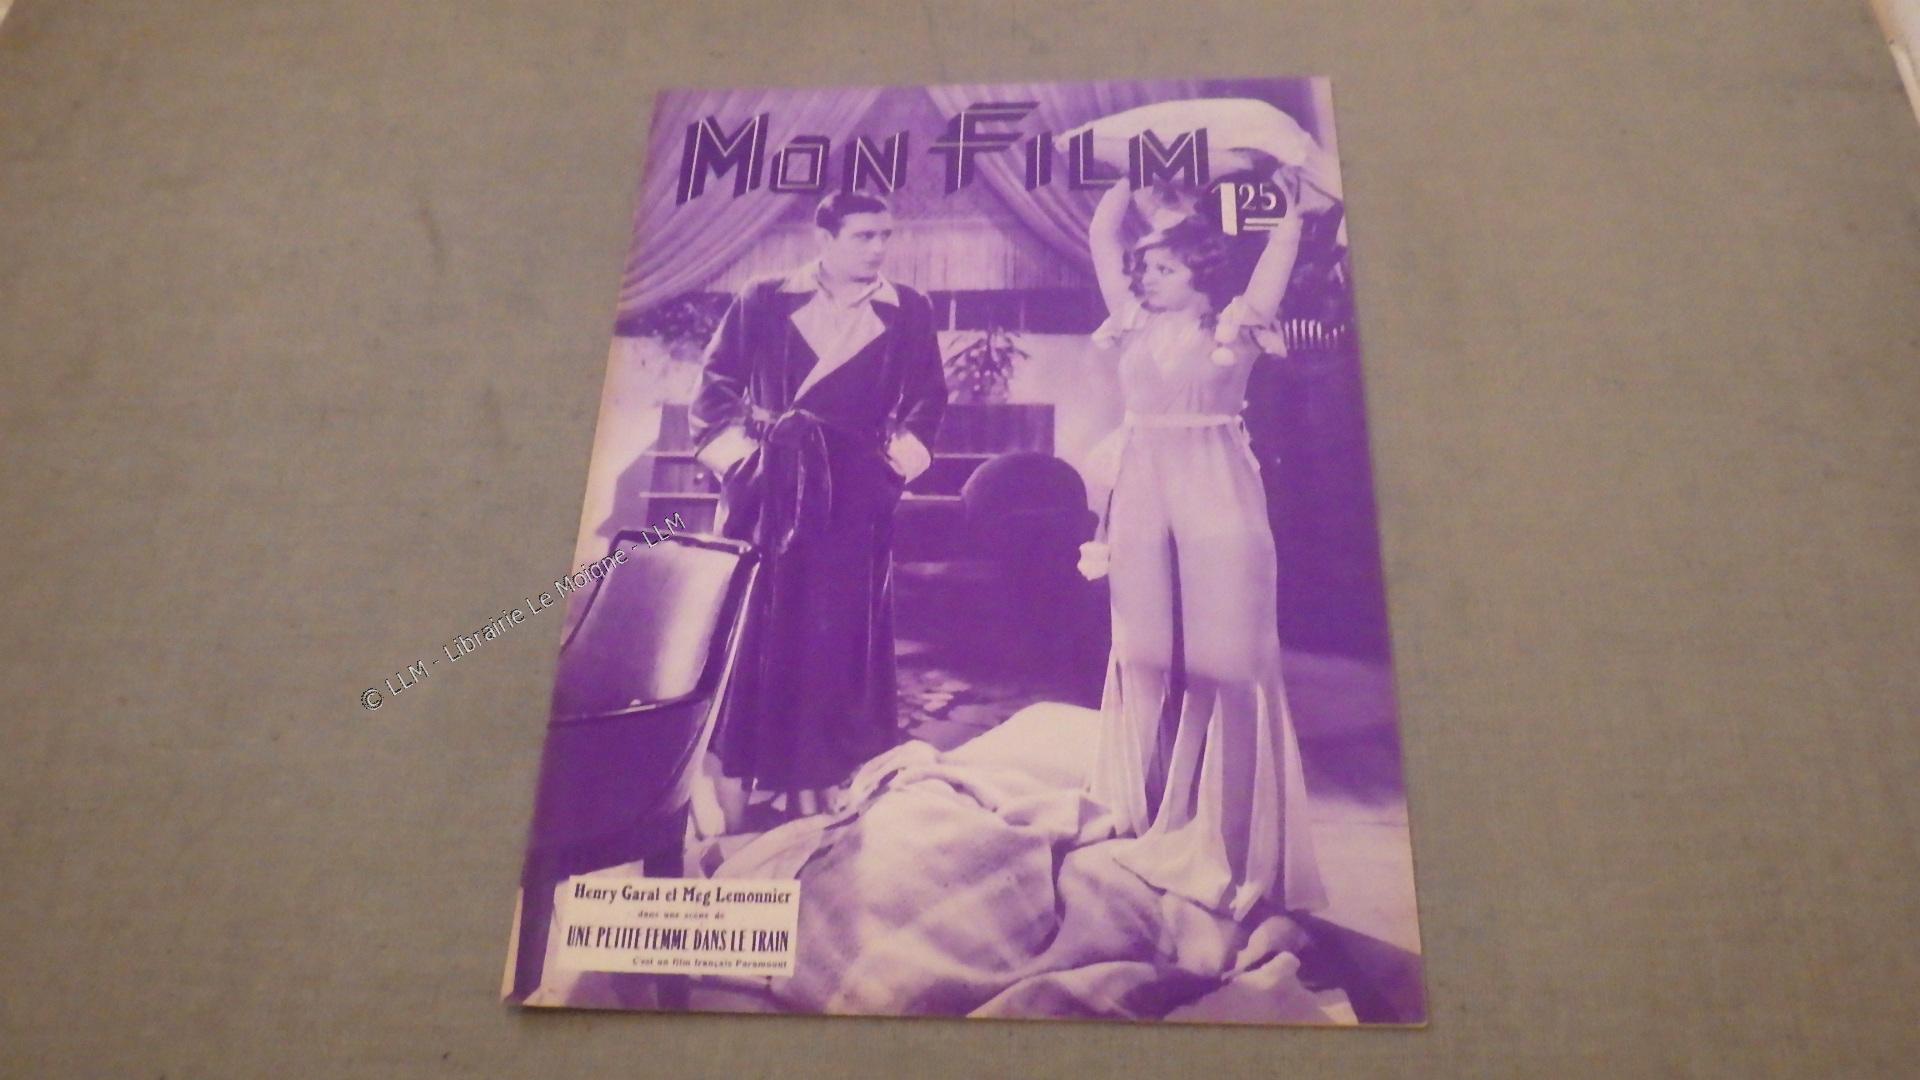 MON FILM
1 25
© LLM - Librairie Le Moigne - LLM
Henry Garat et Meg Lemonnier
dans une scène de
UNE PETITE FEMME DANS LE TRAIN
C'est un film français Paramount